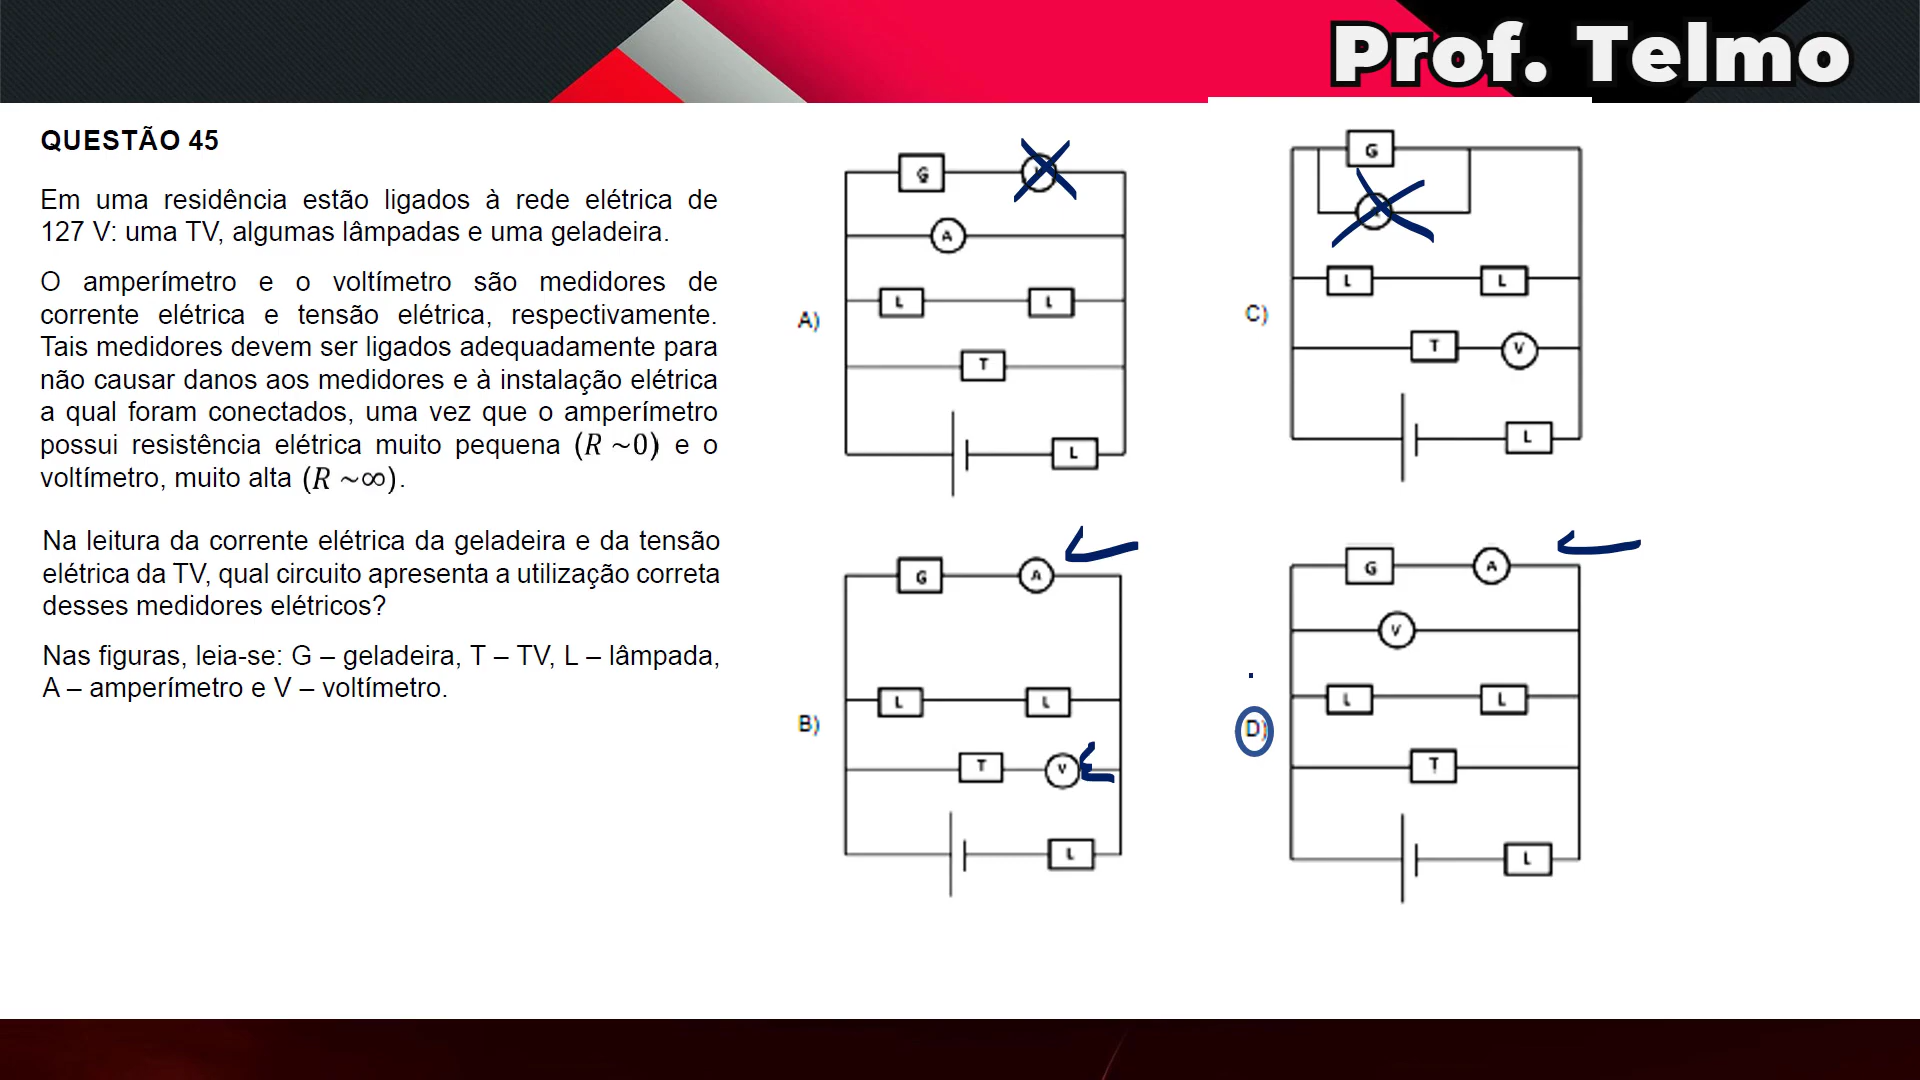 Prof. Telmo
QUESTÃO 45
Em uma residência estão ligados à rede elétrica de
127 V: uma TV, algumas lâmpadas e uma geladeira.
O amperímetro e o voltímetro são medidores de
corrente elétrica e tensão elétrica, respectivamente.
Tais medidores devem ser ligados adequadamente para
não causar danos aos medidores e à instalação elétrica
a qual foram conectados, uma vez que o amperímetro
possui resistência elétrica muito pequena (R ~0) e o
voltímetro, muito alta (R ~∞).
Na leitura da corrente elétrica da geladeira e da tensão
elétrica da TV, qual circuito apresenta a utilização correta
desses medidores elétricos?
Nas figuras, leia-se: G – geladeira, T – TV, L – lâmpada,
A – amperímetro e V – voltímetro.
A)
G
A
L L
T
L
B)
G A
L L
T V
L
C)
G
L L
T V
L
D)
G A
V
L L
T
L